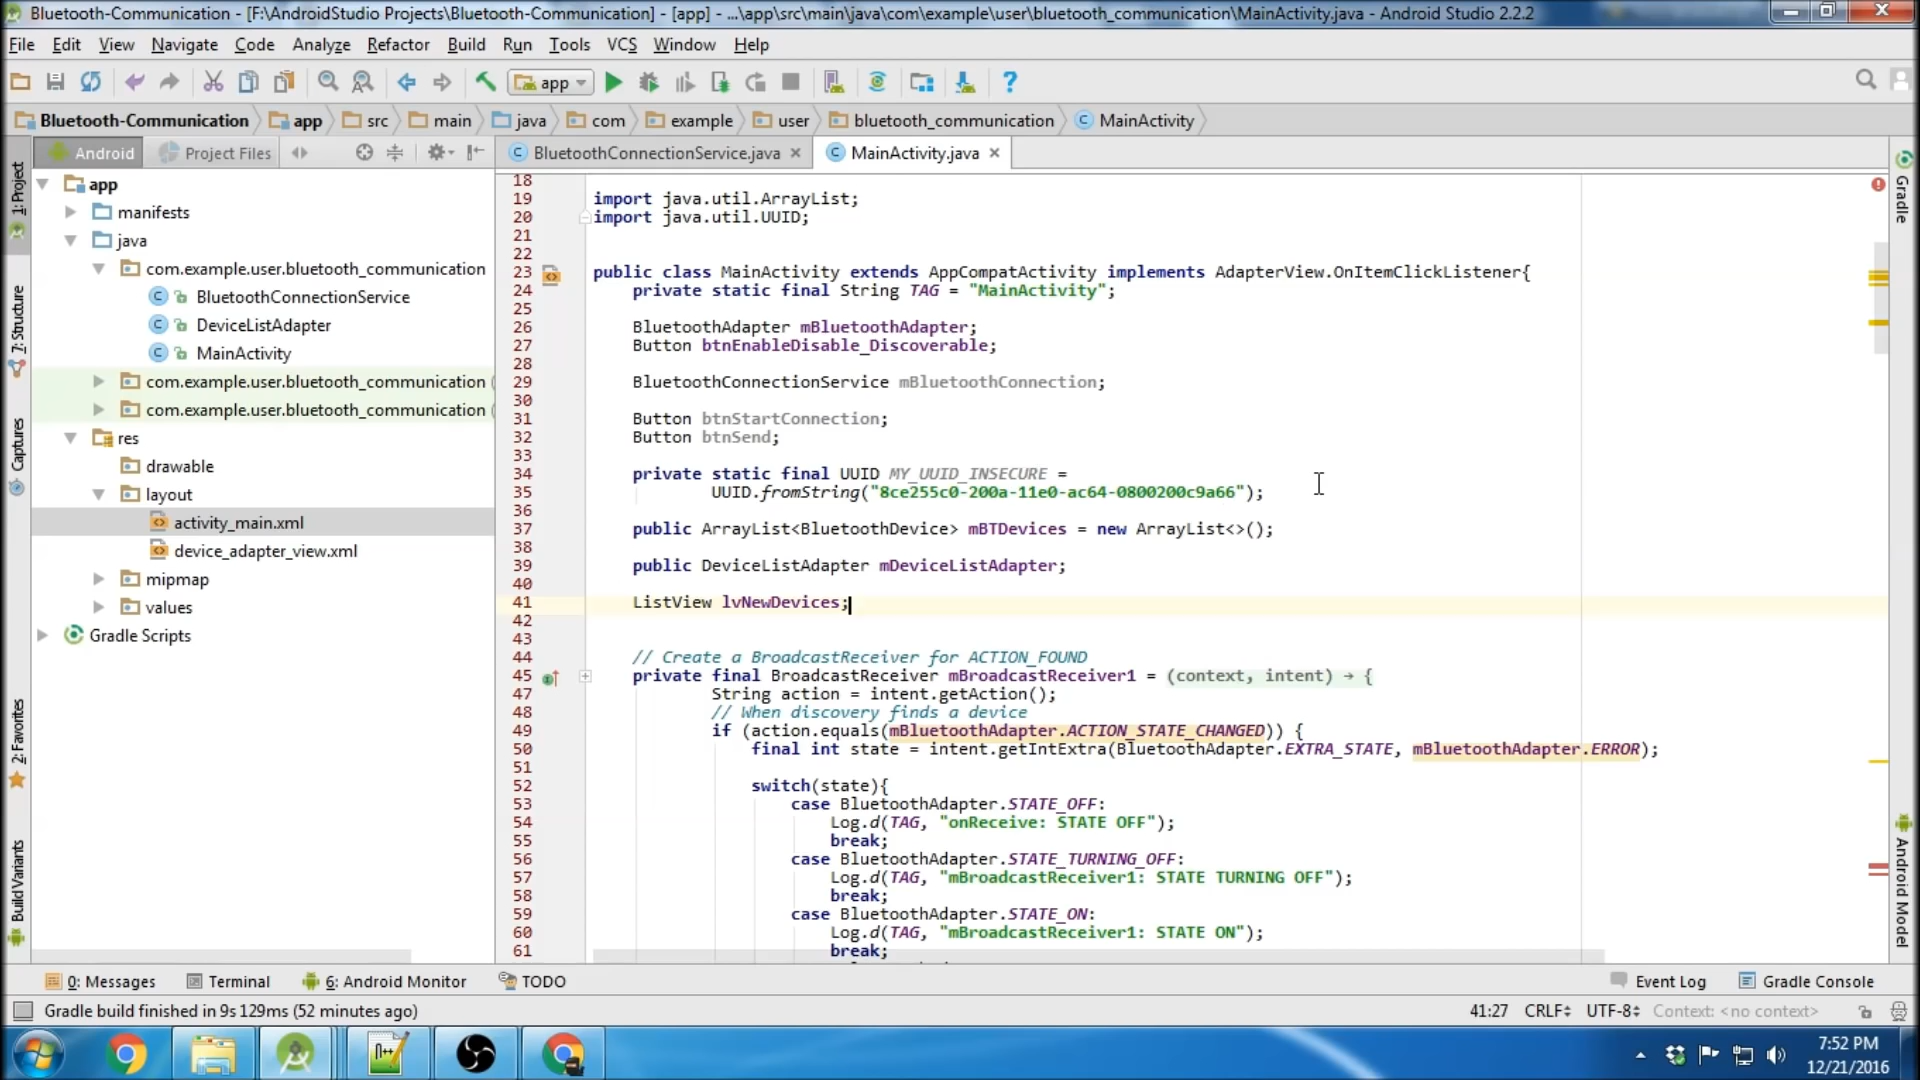 Bluetooth-Communication - [F:\AndroidStudio Projects\Bluetooth-Communication] - [app] - ...\app\src\main\java\com\example\user\bluetooth_communication\MainActivity.java - Android Studio 2.2.2
File Edit View Navigate Code Analyze Refactor Build Run Tools VCS Window Help
app
Bluetooth-Communication app src main java com example user bluetooth_communication MainActivity
Android Project Files
BluetoothConnectionService.java MainActivity.java
1: Project
7: Structure
Captures
2: Favorites
Build Variants
app
manifests
java
com.example.user.bluetooth_communication
BluetoothConnectionService
DeviceListAdapter
MainActivity
com.example.user.bluetooth_communication (
com.example.user.bluetooth_communication (
res
drawable
layout
activity_main.xml
device_adapter_view.xml
mipmap
values
Gradle Scripts
18
19 import java.util.ArrayList;
20 import java.util.UUID;
21
22
23 public class MainActivity extends AppCompatActivity implements AdapterView.OnItemClickListener{
24 private static final String TAG = "MainActivity";
25
26 BluetoothAdapter mBluetoothAdapter;
27 Button btnEnableDisable_Discoverable;
28
29 BluetoothConnectionService mBluetoothConnection;
30
31 Button btnStartConnection;
32 Button btnSend;
33
34 private static final UUID MY_UUID_INSECURE =
35 UUID.fromString("8ce255c0-200a-11e0-ac64-0800200c9a66");
36
37 public ArrayList<BluetoothDevice> mBTDevices = new ArrayList<>();
38
39 public DeviceListAdapter mDeviceListAdapter;
40
41 ListView lvNewDevices;
42
43
44 // Create a BroadcastReceiver for ACTION_FOUND
45 private final BroadcastReceiver mBroadcastReceiver1 = (context, intent) → {
47 String action = intent.getAction();
48 // When discovery finds a device
49 if (action.equals(mBluetoothAdapter.ACTION_STATE_CHANGED)) {
50 final int state = intent.getIntExtra(BluetoothAdapter.EXTRA_STATE, mBluetoothAdapter.ERROR);
51
52 switch(state){
53 case BluetoothAdapter.STATE_OFF:
54 Log.d(TAG, "onReceive: STATE OFF");
55 break;
56 case BluetoothAdapter.STATE_TURNING_OFF:
57 Log.d(TAG, "mBroadcastReceiver1: STATE TURNING OFF");
58 break;
59 case BluetoothAdapter.STATE_ON:
60 Log.d(TAG, "mBroadcastReceiver1: STATE ON");
61 break;
Gradle
Android Model
0: Messages Terminal 6: Android Monitor TODO Event Log Gradle Console
Gradle build finished in 9s 129ms (52 minutes ago) 41:27 CRLF UTF-8 Context: <no context>
7:52 PM
12/21/2016